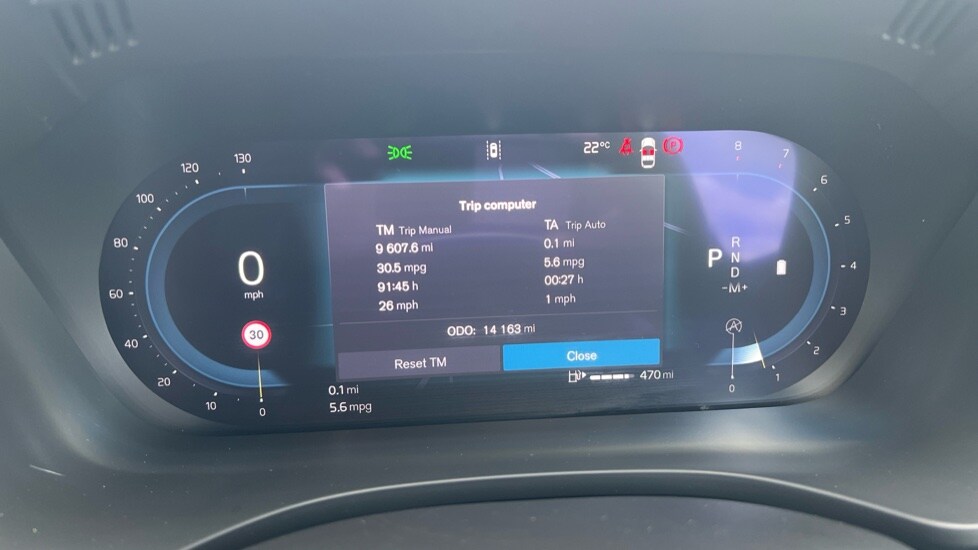 22°C
120 130
100
80
60
40
20
10
0
0
mph
30
Trip computer
TM Trip Manual
9 607.6 mi
30.5 mpg
91:45 h
26 mph
TA Trip Auto
0.1 mi
5.6 mpg
00:27 h
1 mph
ODO: 14 163 mi
Reset TM
Close
0.1 mi
5.6 mpg
470 mi
P
R
N
D
-M+
A
8
7
6
5
4
3
2
1
0
P